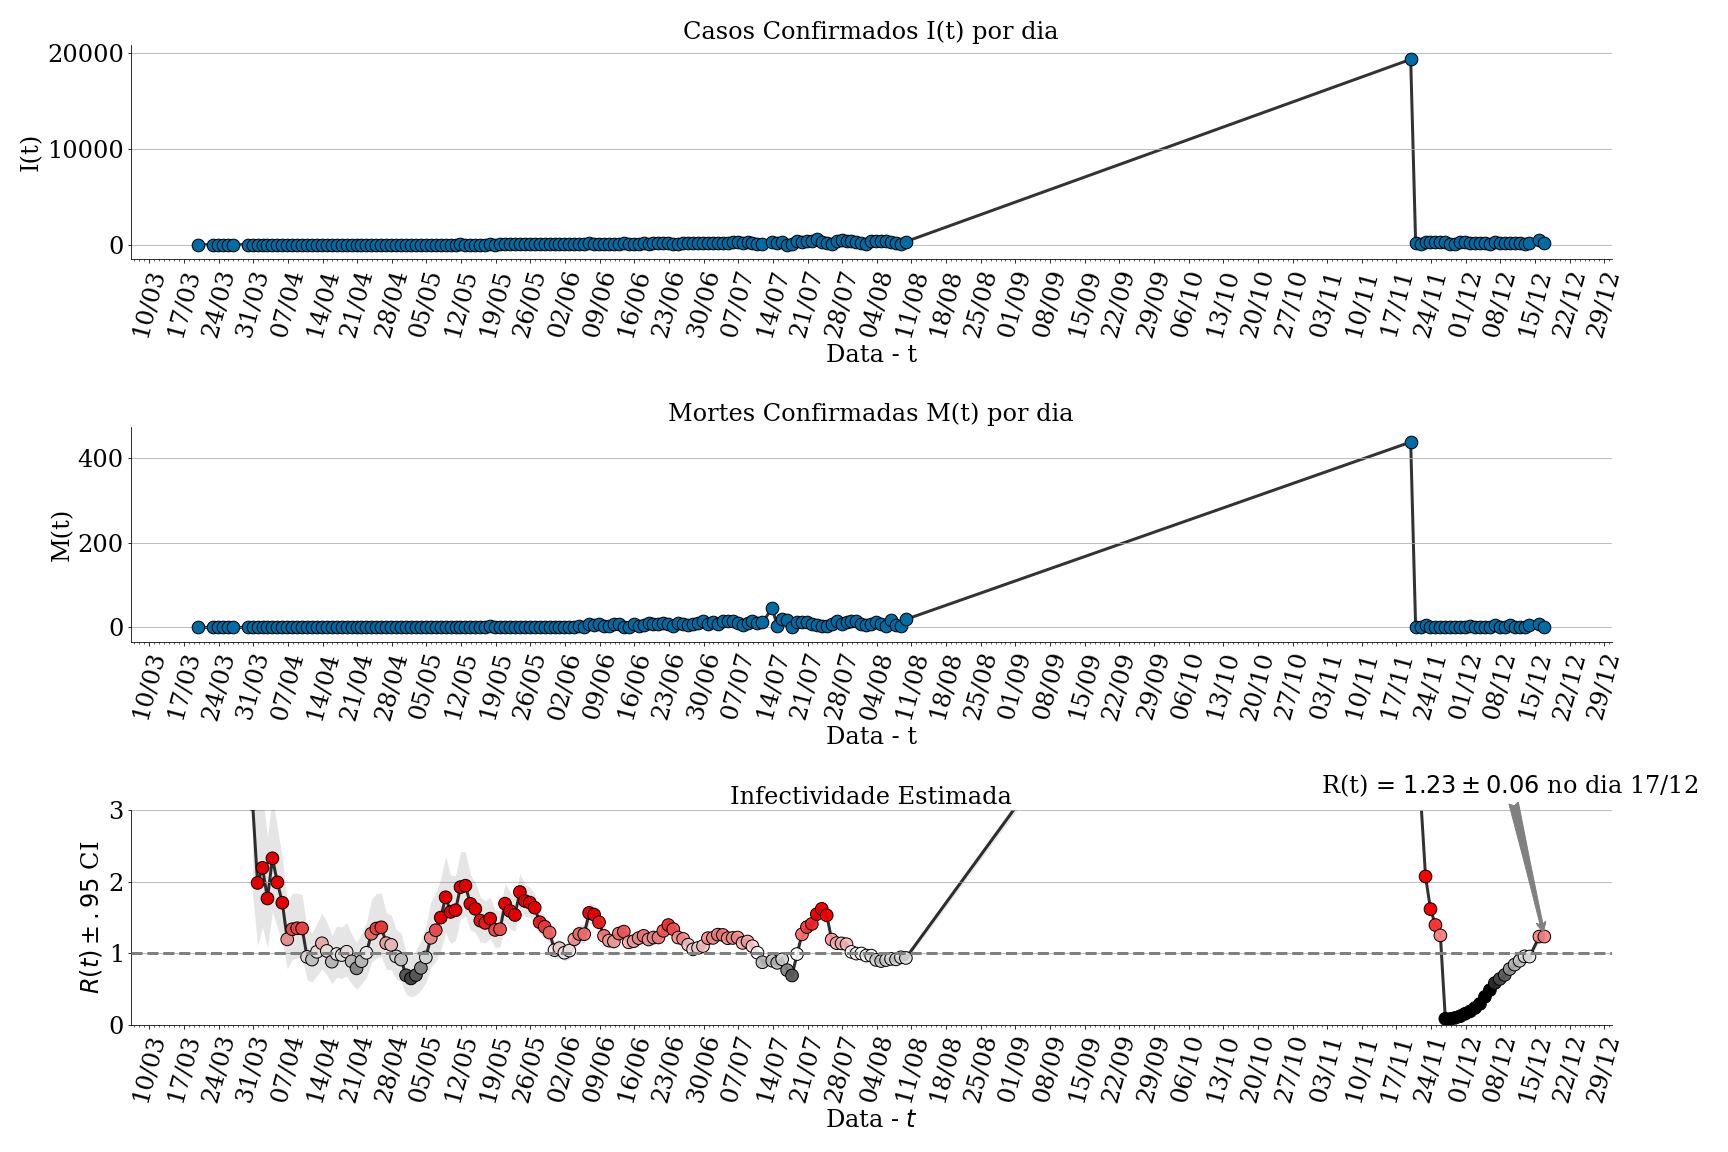 Casos Confirmados I(t) por dia
20000
10000
0
I(t)
10/03 17/03 24/03 31/03 07/04 14/04 21/04 28/04 05/05 12/05 19/05 26/05 02/06 09/06 16/06 23/06 30/06 07/07 14/07 21/07 28/07 04/08 11/08 18/08 25/08 01/09 08/09 15/09 22/09 29/09 06/10 13/10 20/10 27/10 03/11 10/11 17/11 24/11 01/12 08/12 15/12 22/12 29/12
Data - t
Mortes Confirmadas M(t) por dia
400
200
0
M(t)
10/03 17/03 24/03 31/03 07/04 14/04 21/04 28/04 05/05 12/05 19/05 26/05 02/06 09/06 16/06 23/06 30/06 07/07 14/07 21/07 28/07 04/08 11/08 18/08 25/08 01/09 08/09 15/09 22/09 29/09 06/10 13/10 20/10 27/10 03/11 10/11 17/11 24/11 01/12 08/12 15/12 22/12 29/12
Data - t
R(t) = 1.23 ± 0.06 no dia 17/12
Infectividade Estimada
3
2
1
0
R(t) ± .95 CI
10/03 17/03 24/03 31/03 07/04 14/04 21/04 28/04 05/05 12/05 19/05 26/05 02/06 09/06 16/06 23/06 30/06 07/07 14/07 21/07 28/07 04/08 11/08 18/08 25/08 01/09 08/09 15/09 22/09 29/09 06/10 13/10 20/10 27/10 03/11 10/11 17/11 24/11 01/12 08/12 15/12 22/12 29/12
Data - t